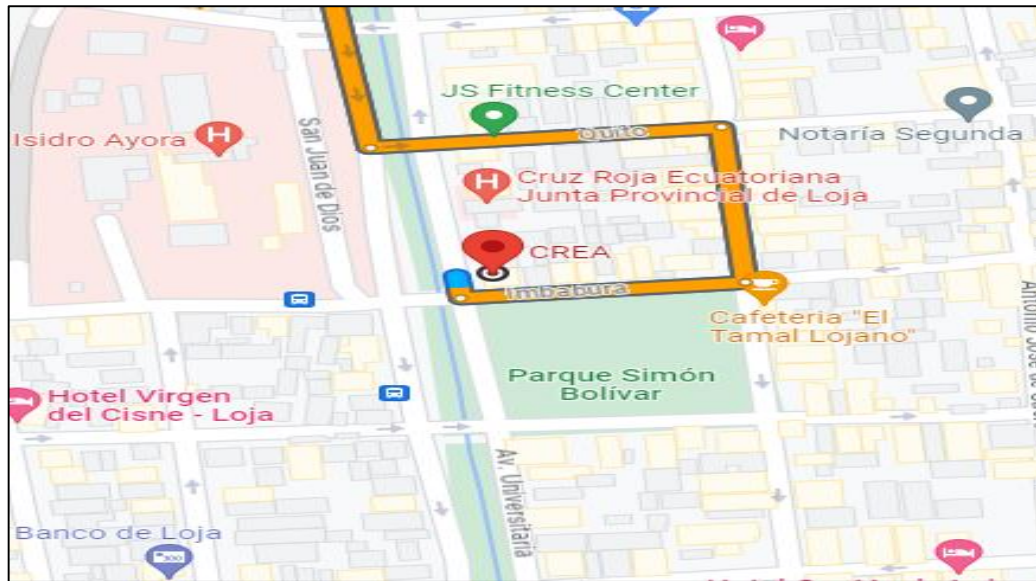 JS Fitness Center
Quito
Isidro Ayora
H
Notaría Segunda
San Juan de Dios
H
Cruz Roja Ecuatoriana
Junta Provincial de Loja
CREA
Imbabura
Cafetería "El
Tamal Lojano"
Parque Simón
Bolívar
Hotel Virgen
del Cisne - Loja
Av. Universitaria
Banco de Loja